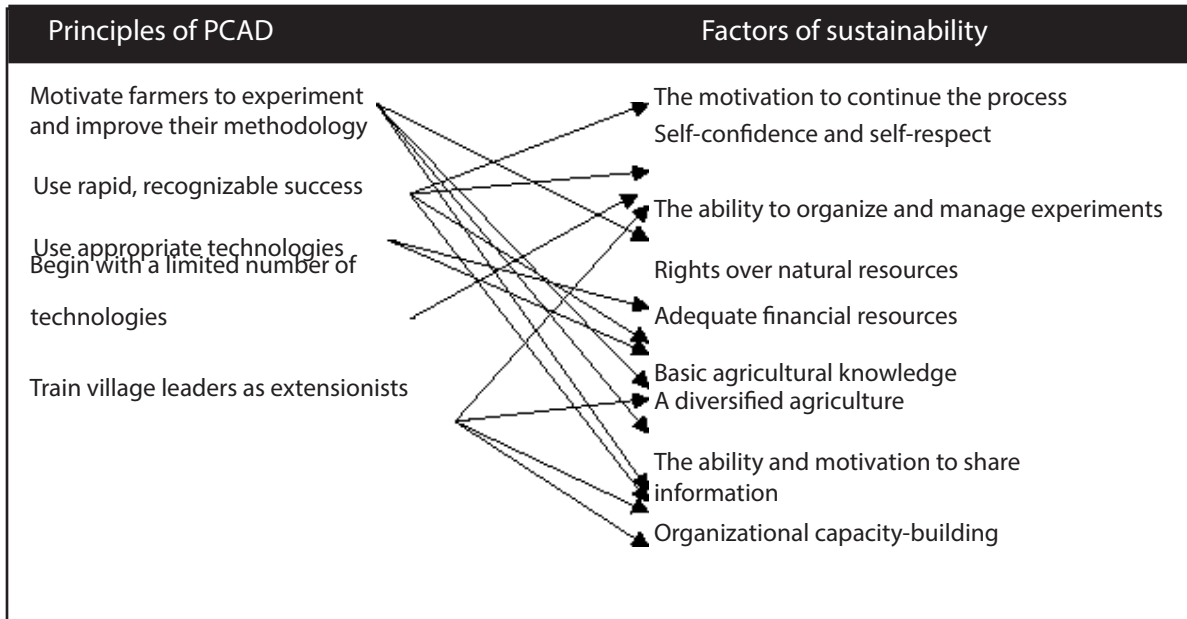 Principles of PCAD
Factors of sustainability
Motivate farmers to experiment
and improve their methodology
Use rapid, recognizable success
Use appropriate technologies
Begin with a limited number of
technologies
Train village leaders as extensionists
The motivation to continue the process
Self-confidence and self-respect
The ability to organize and manage experiments
Rights over natural resources
Adequate financial resources
Basic agricultural knowledge
A diversified agriculture
The ability and motivation to share
information
Organizational capacity-building